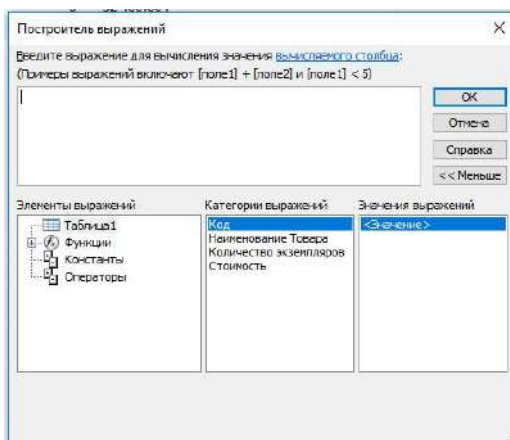 Построитель выражений
Введите выражение для вычисления значения вычисляемого столбца:
(Примеры выражений включают [поле1] + [поле2] и [поле1] < 5)
ОК
Отмена
Справка
<< Меньше
Элементы выражений
Категории выражений
Значения выражений
Таблица1
Функции
Константы
Операторы
Код
Наименование Товара
Количество экземпляров
Стоимость
<Значение>